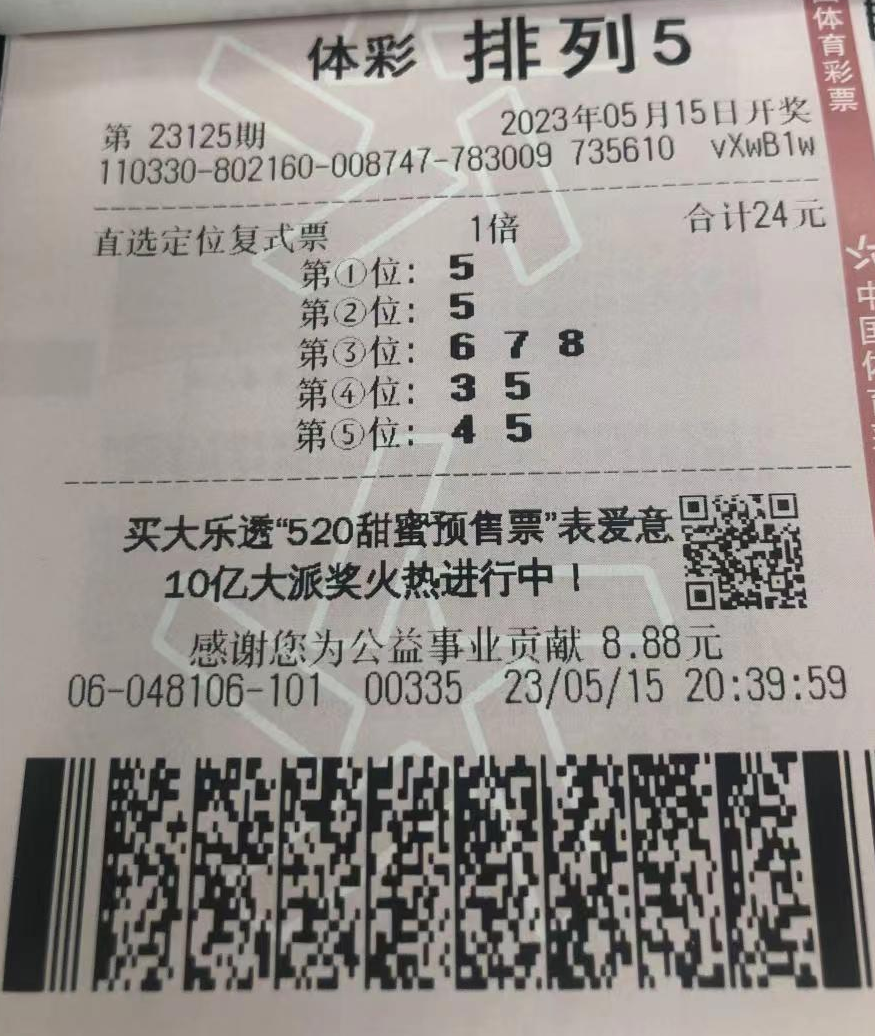 体彩 排列5
第 23125期 2023年05月15日开奖
110330-802160-008747-783009 735610 vXwB1w
直选定位复式票 1倍 合计24元
第①位: 5
第②位: 5
第③位: 6 7 8
第④位: 3 5
第⑤位: 4 5
买大乐透“520甜蜜预售票”表爱意
10亿大派奖火热进行中!
感谢您为公益事业贡献 8.88元
06-048106-101 00335 23/05/15 20:39:59
体育彩票
中国体育